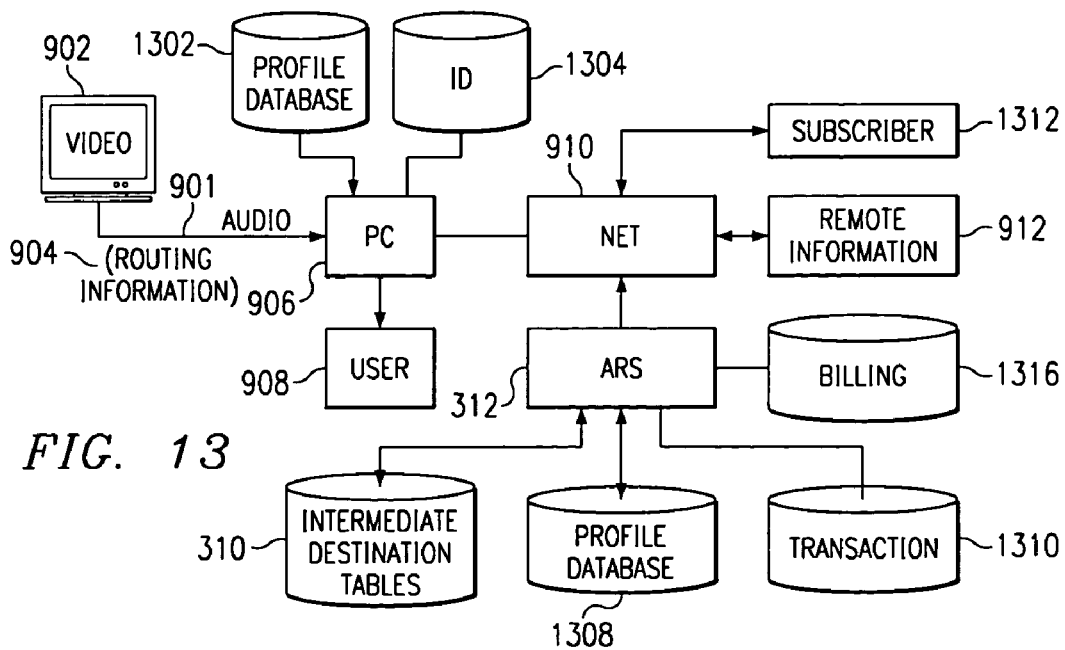 1302
PROFILE
DATABASE
ID
1304
902
VIDEO
901
AUDIO
904
(ROUTING
INFORMATION)
PC
906
910
NET
SUBSCRIBER
1312
REMOTE
INFORMATION
912
USER
908
ARS
312
BILLING
1316
FIG. 13
310
INTERMEDIATE
DESTINATION
TABLES
PROFILE
DATABASE
1308
TRANSACTION
1310